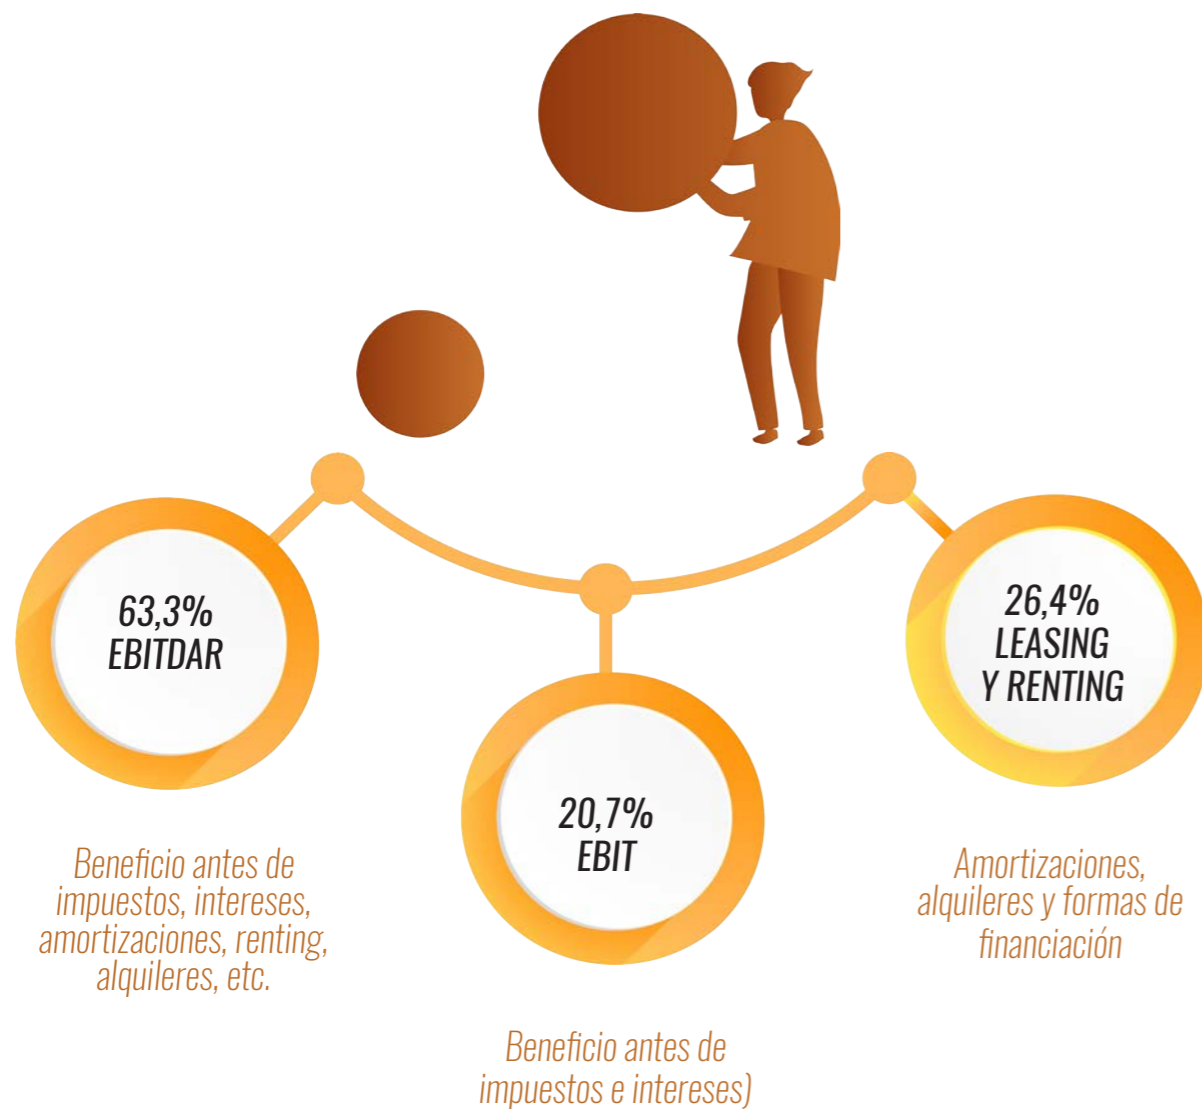 63,3%
EBITDAR
Beneficio antes de
impuestos, intereses,
amortizaciones, renting,
alquileres, etc.
20,7%
EBIT
Beneficio antes de
impuestos e intereses)
26,4%
LEASING
Y RENTING
Amortizaciones,
alquileres y formas de
financiación